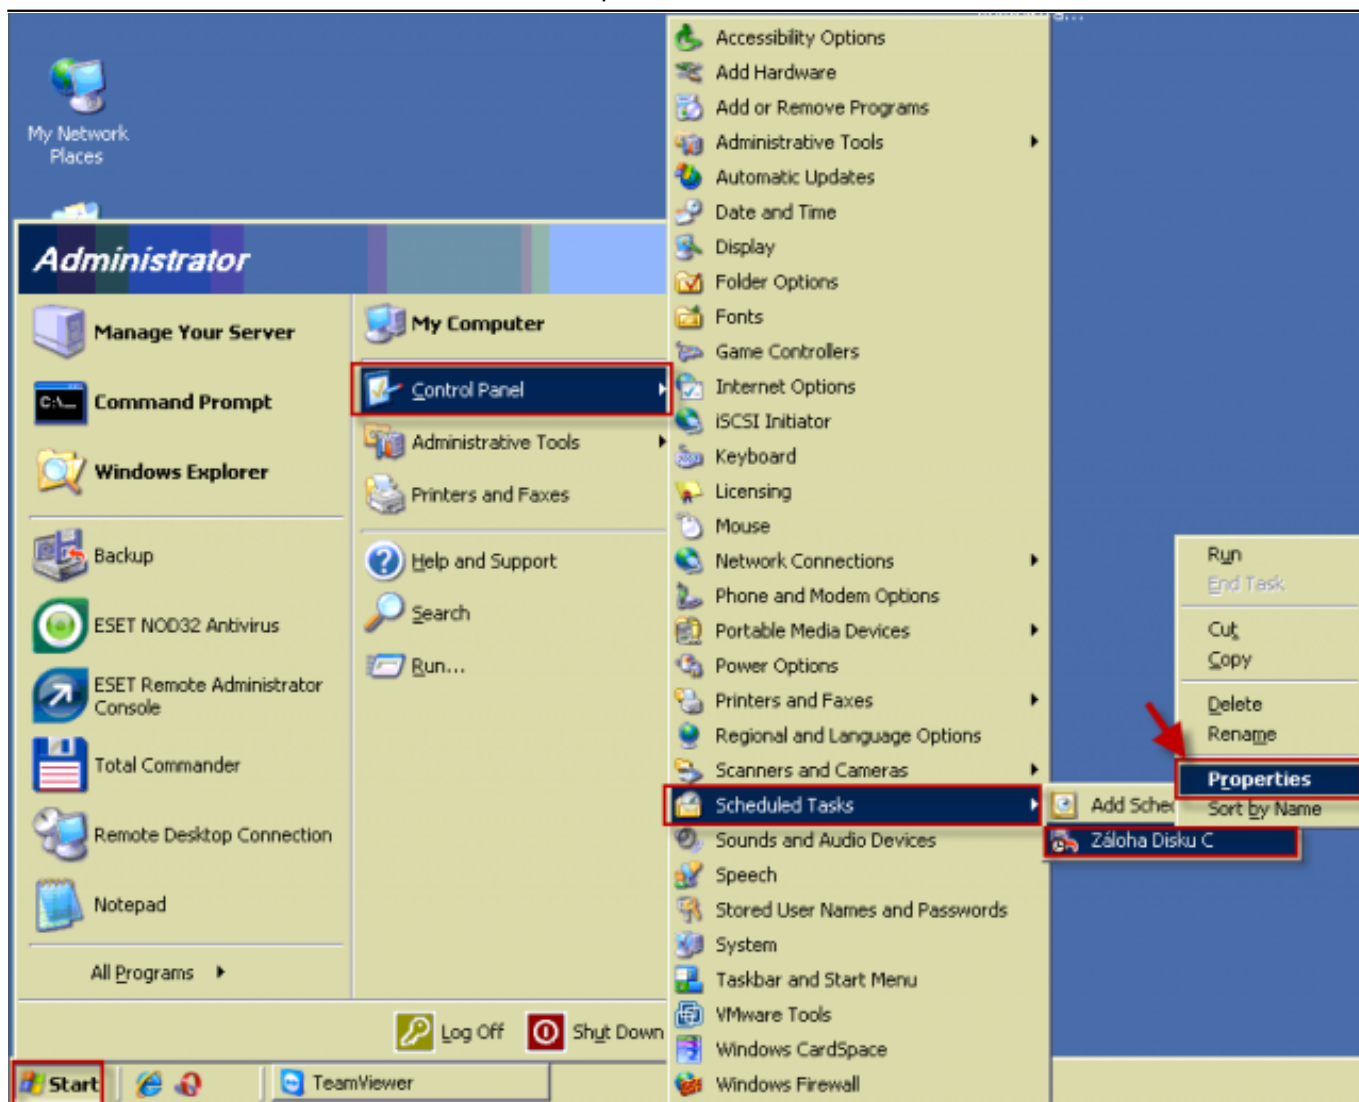 My Network
Places
Administrator
Manage Your Server
Command Prompt
Windows Explorer
Backup
ESET NOD32 Antivirus
ESET Remote Administrator
Console
Total Commander
Remote Desktop Connection
Notepad
All Programs
My Computer
Control Panel
Administrative Tools
Printers and Faxes
Help and Support
Search
Run...
Log Off
Shut Down
Start
TeamViewer
Accessibility Options
Add Hardware
Add or Remove Programs
Administrative Tools
Automatic Updates
Date and Time
Display
Folder Options
Fonts
Game Controllers
Internet Options
iSCSI Initiator
Keyboard
Licensing
Mouse
Network Connections
Phone and Modem Options
Portable Media Devices
Power Options
Printers and Faxes
Regional and Language Options
Scanners and Cameras
Scheduled Tasks
Sounds and Audio Devices
Speech
Stored User Names and Passwords
System
Taskbar and Start Menu
VMware Tools
Windows CardSpace
Windows Firewall
Add Sched
Záloha Disku C
Run
End Task
Cut
Copy
Delete
Rename
Properties
Sort by Name